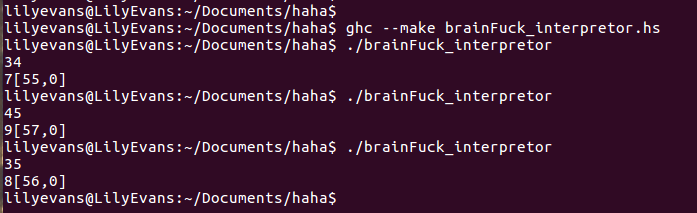 lilyevans@LilyEvans:~/Documents/haha$
lilyevans@LilyEvans:~/Documents/haha$ ghc --make brainFuck_interpretor.hs
lilyevans@LilyEvans:~/Documents/haha$ ./brainFuck_interpretor
34
7[55,0]
lilyevans@LilyEvans:~/Documents/haha$ ./brainFuck_interpretor
45
9[57,0]
lilyevans@LilyEvans:~/Documents/haha$ ./brainFuck_interpretor
35
8[56,0]
lilyevans@LilyEvans:~/Documents/haha$